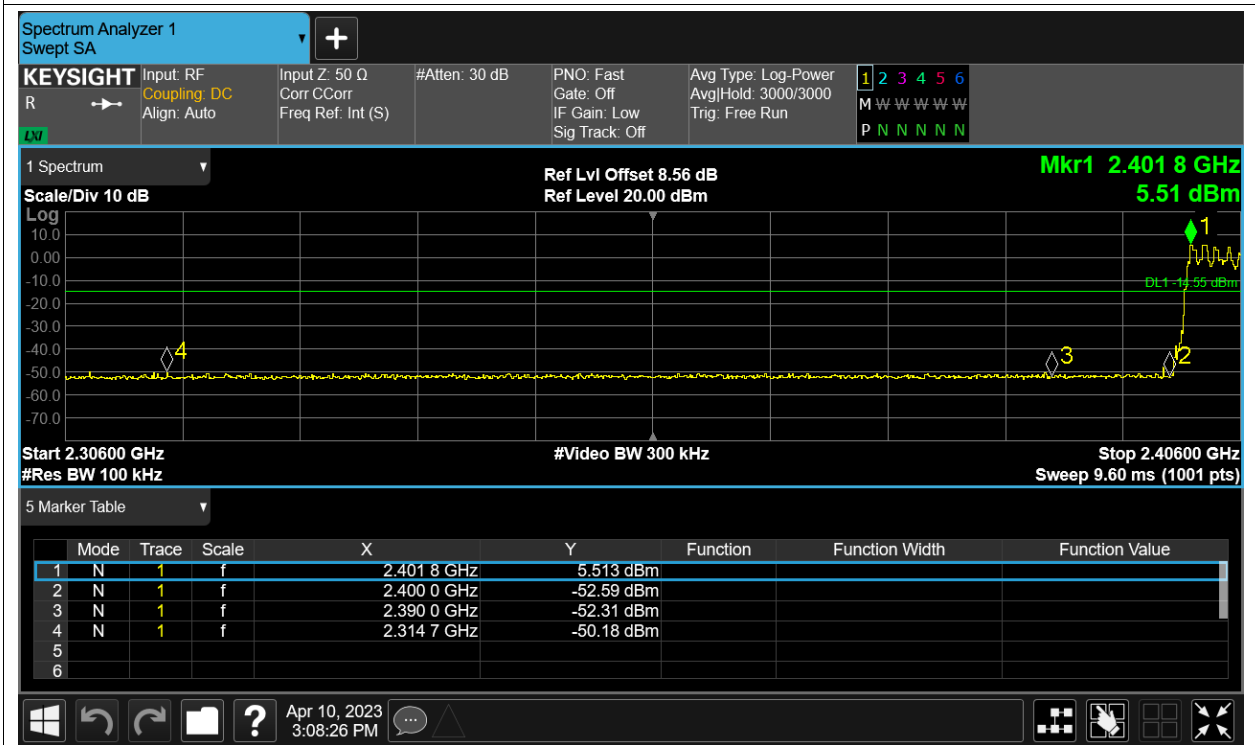 Spectrum Analyzer 1
Swept SA
KEYSIGHT
R
LXI
Input: RF
Coupling: DC
Align: Auto
Input Z: 50 Ω
Corr CCorr
Freq Ref: Int (S)
#Atten: 30 dB
PNO: Fast
Gate: Off
IF Gain: Low
Sig Track: Off
Avg Type: Log-Power
Avg|Hold: 3000/3000
Trig: Free Run
1 2 3 4 5 6
M W W W W W
P N N N N N
1 Spectrum
Scale/Div 10 dB
Ref Lvl Offset 8.56 dB
Ref Level 20.00 dBm
Mkr1 2.401 8 GHz
5.51 dBm
Log
10.0
0.00
-10.0
-20.0
-30.0
-40.0
-50.0
-60.0
-70.0
1
DL1 -14.55 dBm
4
3
2
Start 2.30600 GHz
#Video BW 300 kHz
Stop 2.40600 GHz
#Res BW 100 kHz
Sweep 9.60 ms (1001 pts)
5 Marker Table
Mode Trace Scale X Y Function Function Width Function Value
1 N 1 f 2.401 8 GHz 5.513 dBm
2 N 1 f 2.400 0 GHz -52.59 dBm
3 N 1 f 2.390 0 GHz -52.31 dBm
4 N 1 f 2.314 7 GHz -50.18 dBm
5
6
?
Apr 10, 2023
3:08:26 PM